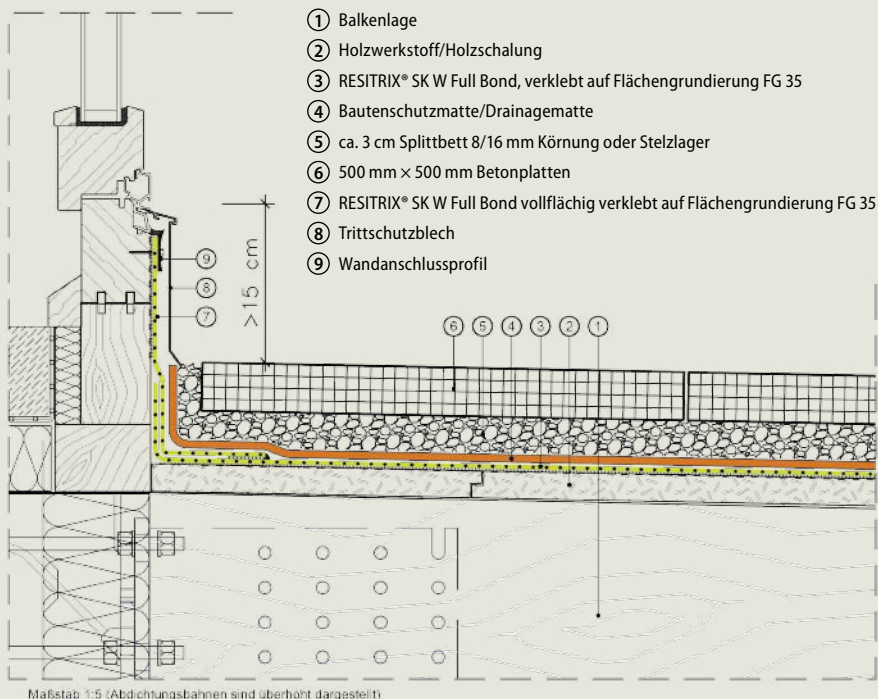 ① Balkenlage
② Holzwerkstoff/Holzschalung
③ RESITRIX® SK W Full Bond, verklebt auf Flächengrundierung FG 35
④ Bautenschutzmatte/Drainagematte
⑤ ca. 3 cm Splittbett 8/16 mm Körnung oder Stelzlager
⑥ 500 mm × 500 mm Betonplatten
⑦ RESITRIX® SK W Full Bond vollflächig verklebt auf Flächengrundierung FG 35
⑧ Trittschutzblech
⑨ Wandanschlussprofil
⑨
⑧
⑦
>15 cm
⑥ ⑤ ④ ③ ② ①
Maßstab 1:5 (Abdichtungsbahnen sind überhöht dargestellt)